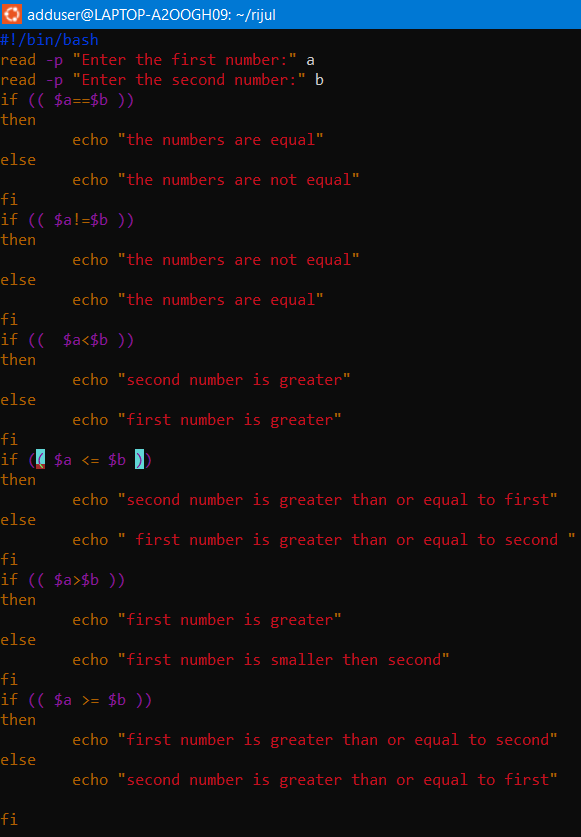 adduser@LAPTOP-A2OOGH09: ~/rijul
#!/bin/bash
read -p "Enter the first number:" a
read -p "Enter the second number:" b
if (( $a==$b ))
then
        echo "the numbers are equal"
else
        echo "the numbers are not equal"
fi
if (( $a!=$b ))
then
        echo "the numbers are not equal"
else
        echo "the numbers are equal"
fi
if ((  $a<$b ))
then
        echo "second number is greater"
else
        echo "first number is greater"
fi
if (( $a <= $b ))
then
        echo "second number is greater than or equal to first"
else
        echo " first number is greater than or equal to second "
fi
if (( $a>$b ))
then
        echo "first number is greater"
else
        echo "first number is smaller then second"
fi
if (( $a >= $b ))
then
        echo "first number is greater than or equal to second"
else
        echo "second number is greater than or equal to first"

fi